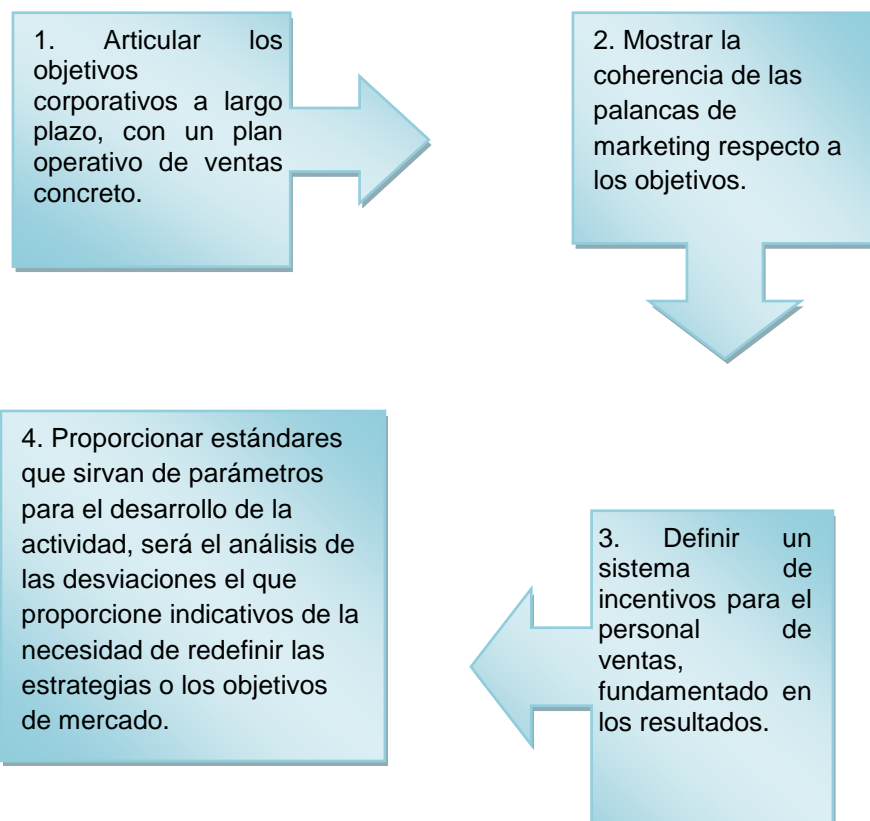 1. Articular los
objetivos
corporativos a largo
plazo, con un plan
operativo de ventas
concreto.
2. Mostrar la
coherencia de las
palancas de
marketing respecto a
los objetivos.
3. Definir un
sistema de
incentivos para el
personal de
ventas,
fundamentado en
los resultados.
4. Proporcionar estándares
que sirvan de parámetros
para el desarrollo de la
actividad, será el análisis de
las desviaciones el que
proporcione indicativos de la
necesidad de redefinir las
estrategias o los objetivos
de mercado.